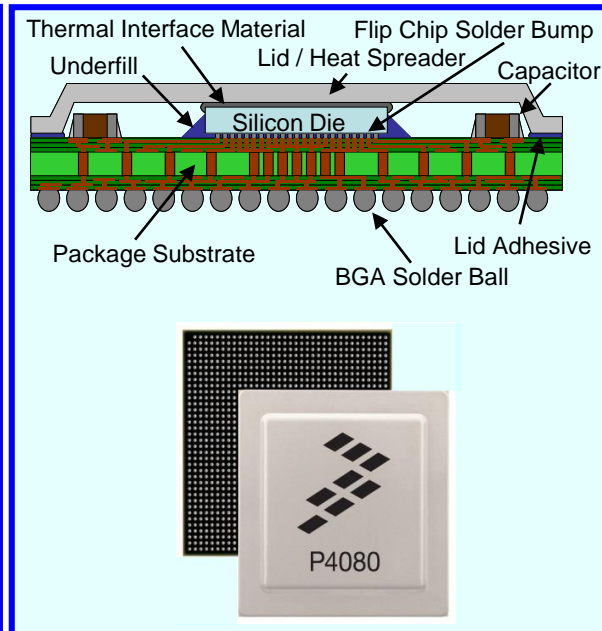 Thermal Interface Material
Flip Chip Solder Bump
Lid / Heat Spreader
Underfill
Capacitor
Silicon Die
Package Substrate
Lid Adhesive
BGA Solder Ball
P4080